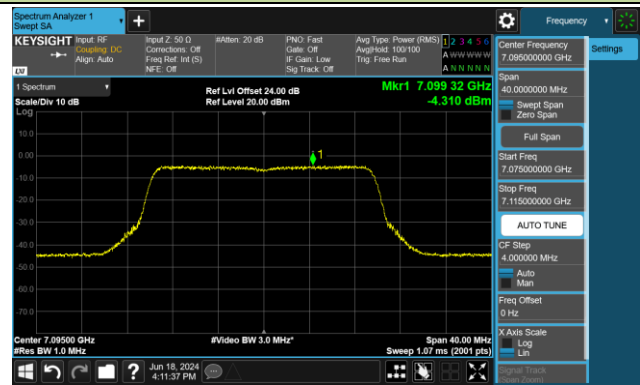 Spectrum Analyzer 1
Swept SA
Frequency
KEYSIGHT
Input: RF
Coupling: DC
Align: Auto
Input Z: 50 Ω
Corrections: Off
Freq Ref: Int (S)
NFE: Off
#Atten: 20 dB
PNO: Fast
Gate: Off
IF Gain: Low
Sig Track: Off
Avg Type: Power (RMS)
Avg|Hold: 100/100
Trig: Free Run
1 2 3 4 5 6
A W W W W W
A N N N N N
LXI
1 Spectrum
Scale/Div 10 dB
Log
Ref Lvl Offset 24.00 dB
Ref Level 20.00 dBm
Mkr1 7.099 32 GHz
-4.310 dBm
10.0
0.00
-10.0
-20.0
-30.0
-40.0
-50.0
-60.0
-70.0
1
Center 7.09500 GHz
#Res BW 1.0 MHz
#Video BW 3.0 MHz*
Span 40.00 MHz
Sweep 1.07 ms (2001 pts)
Jun 18, 2024
4:11:37 PM
Center Frequency
7.095000000 GHz
Settings
Span
40.0000000 MHz
Swept Span
Zero Span
Full Span
Start Freq
7.075000000 GHz
Stop Freq
7.115000000 GHz
AUTO TUNE
CF Step
4.000000 MHz
Auto
Man
Freq Offset
0 Hz
X Axis Scale
Log
Lin
Signal Track
(Span Zoom)